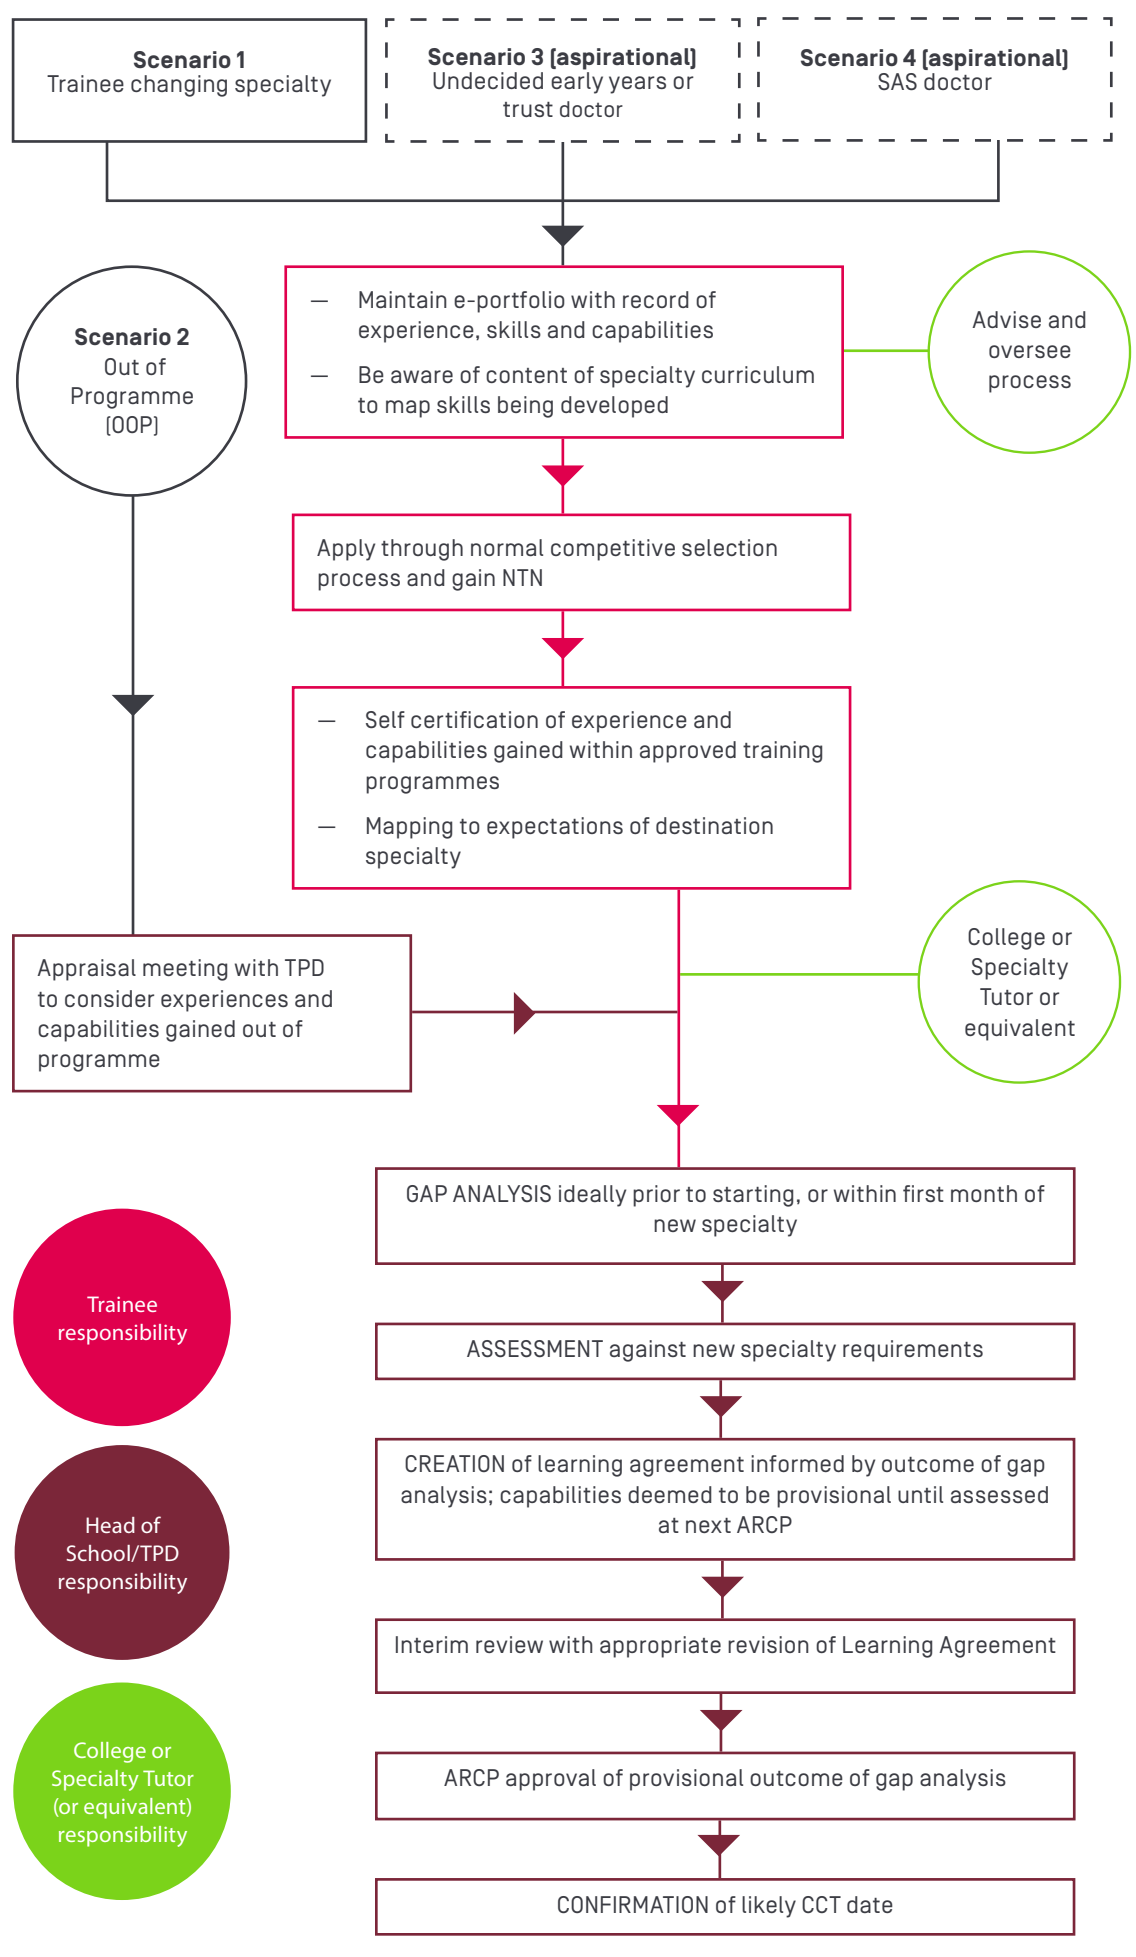 Scenario 1
Trainee changing specialty
Scenario 3 (aspirational)
Undecided early years or
trust doctor
Scenario 4 (aspirational)
SAS doctor
Scenario 2
Out of
Programme
(OOP)
— Maintain e-portfolio with record of
experience, skills and capabilities
— Be aware of content of specialty curriculum
to map skills being developed
Advise and
oversee
process
Apply through normal competitive selection
process and gain NTN
— Self certification of experience and
capabilities gained within approved training
programmes
— Mapping to expectations of destination
specialty
Appraisal meeting with TPD
to consider experiences and
capabilities gained out of
programme
College or
Specialty
Tutor or
equivalent
GAP ANALYSIS ideally prior to starting, or within first month of
new specialty
ASSESSMENT against new specialty requirements
CREATION of learning agreement informed by outcome of gap
analysis; capabilities deemed to be provisional until assessed
at next ARCP
Interim review with appropriate revision of Learning Agreement
ARCP approval of provisional outcome of gap analysis
CONFIRMATION of likely CCT date
Trainee
responsibility
Head of
School/TPD
responsibility
College or
Specialty Tutor
(or equivalent)
responsibility